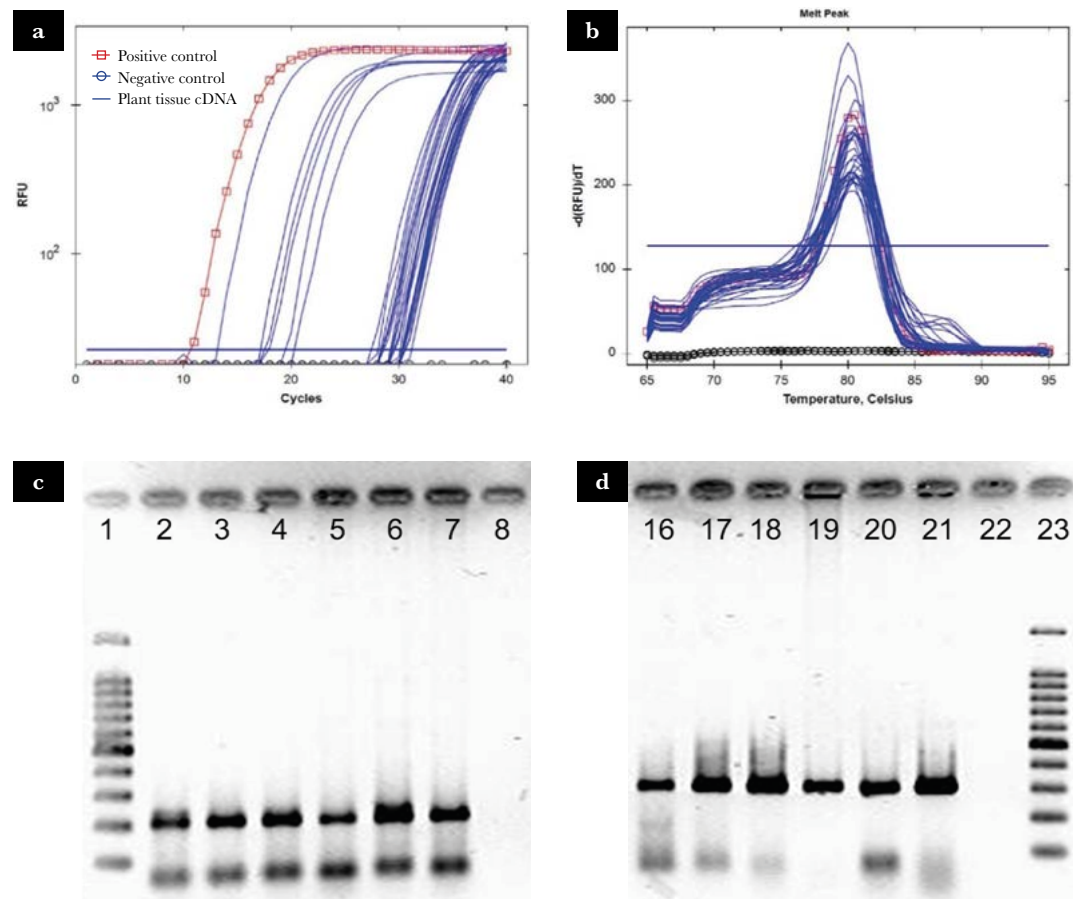 a
Positive control
Negative control
Plant tissue cDNA
10³
10²
RFU
0 10 20 30 40
Cycles
b
Melt Peak
300
200
100
0
-d(RFU)/dT
65 70 75 80 85 90 95
Temperature, Celsius
c
1 2 3 4 5 6 7 8
d
16 17 18 19 20 21 22 23